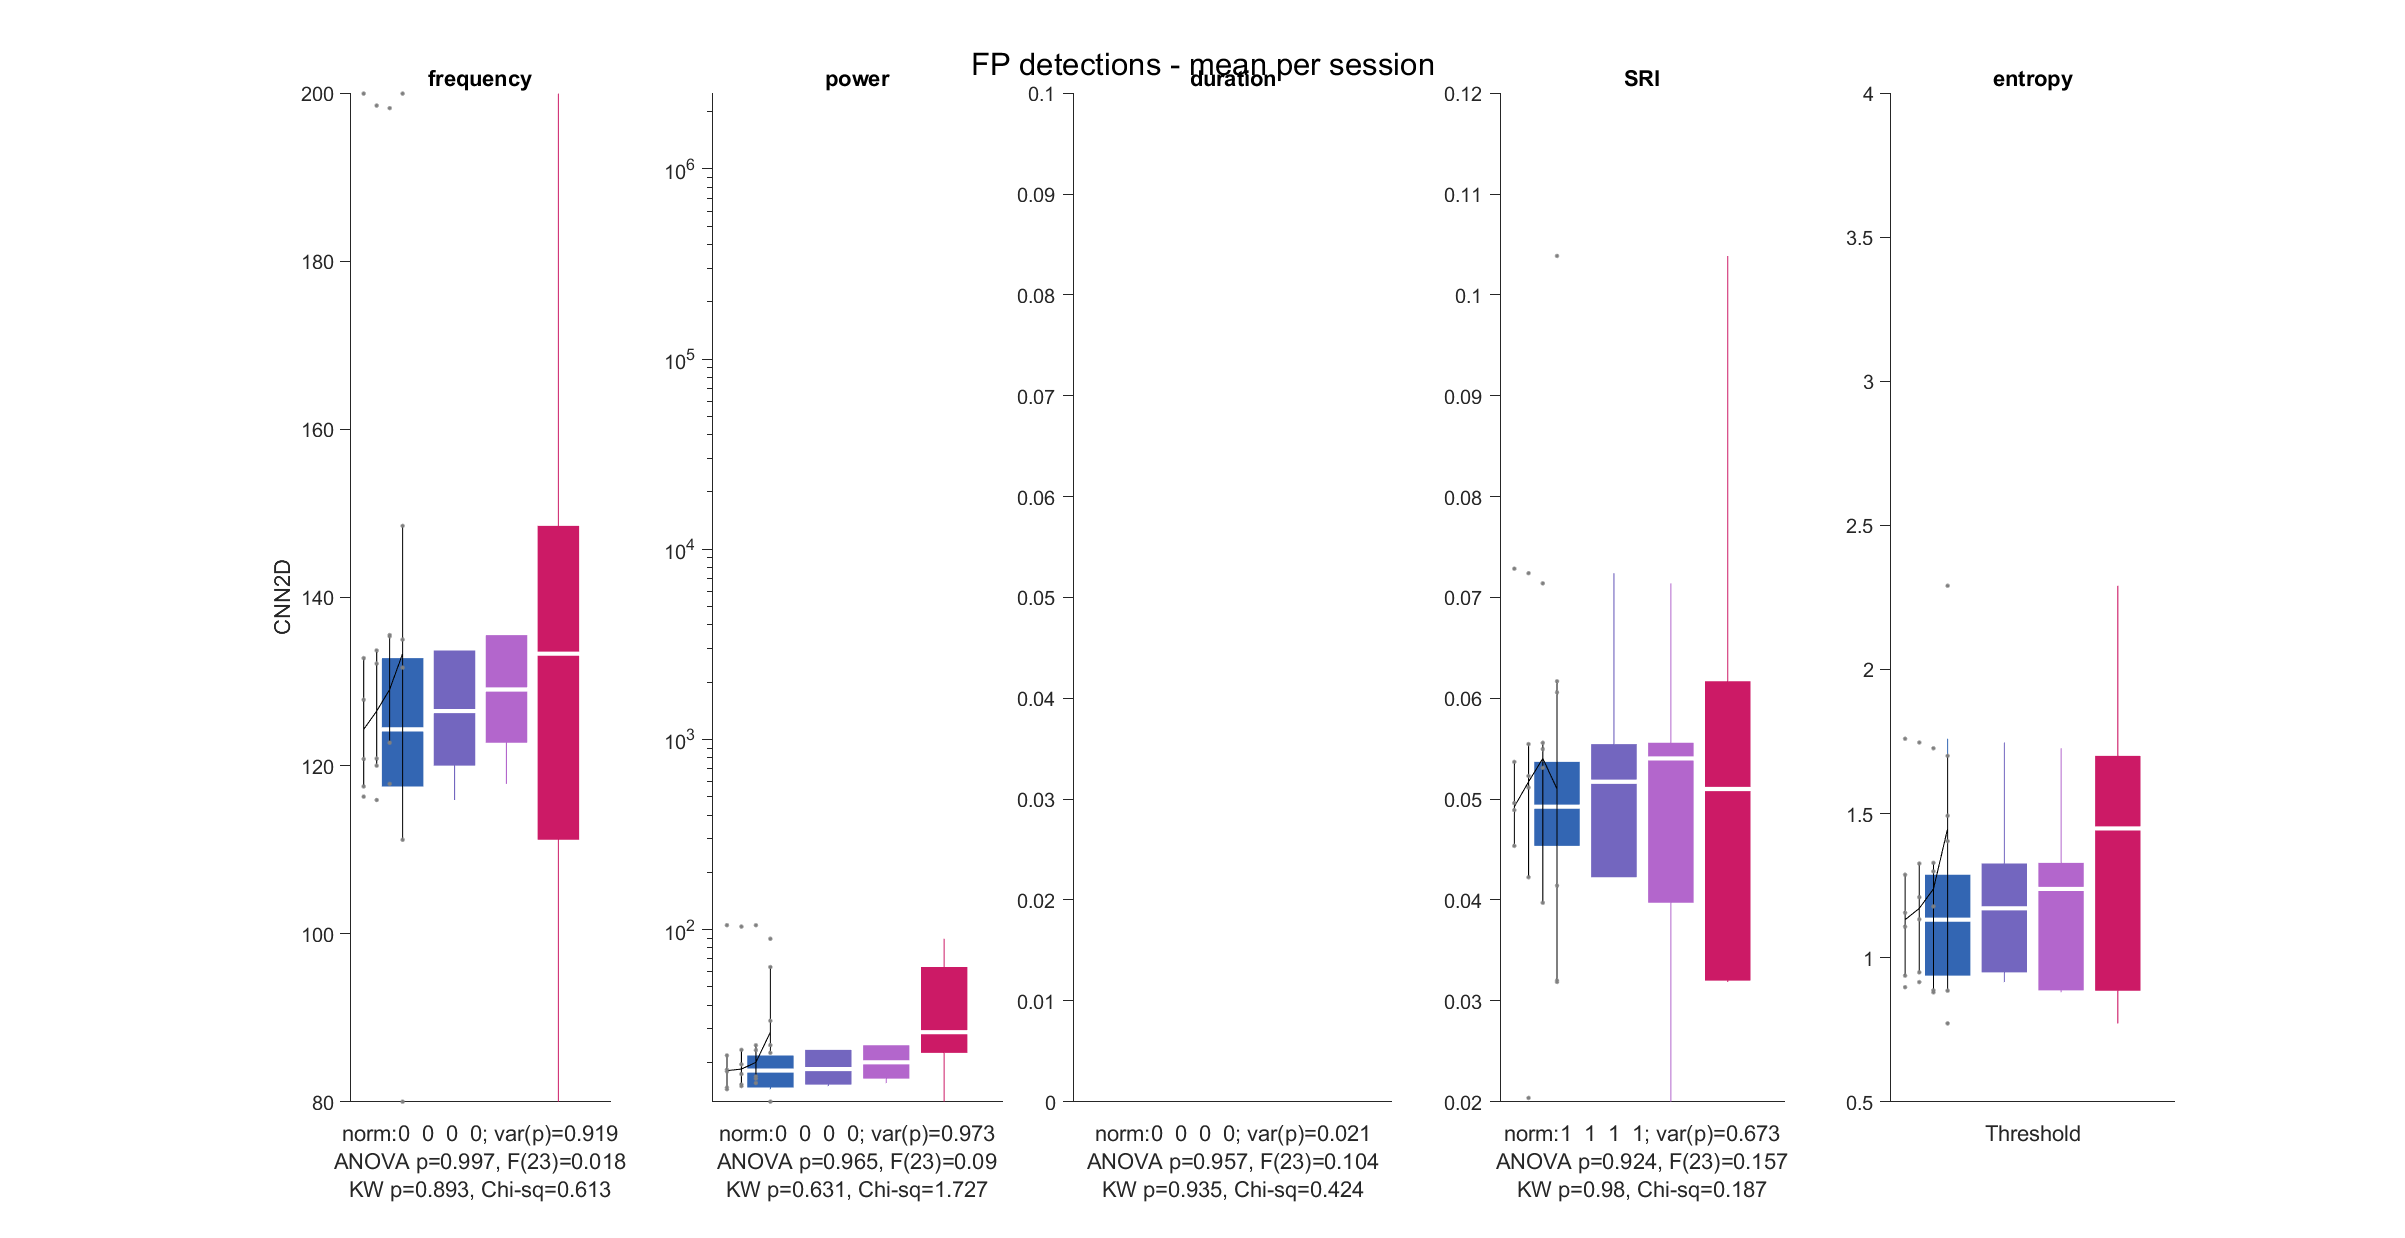 FP detections - mean per session
frequency
power
duration
SRI
entropy
CNN2D
200
180
160
140
120
100
80
10^6
10^5
10^4
10^3
10^2
0.1
0.09
0.08
0.07
0.06
0.05
0.04
0.03
0.02
0.01
0
0.12
0.11
0.1
0.09
0.08
0.07
0.06
0.05
0.04
0.03
0.02
4
3.5
3
2.5
2
1.5
1
0.5
norm:0 0 0 0; var(p)=0.919
ANOVA p=0.997, F(23)=0.018
KW p=0.893, Chi-sq=0.613
norm:0 0 0 0; var(p)=0.973
ANOVA p=0.965, F(23)=0.09
KW p=0.631, Chi-sq=1.727
norm:0 0 0 0; var(p)=0.021
ANOVA p=0.957, F(23)=0.104
KW p=0.935, Chi-sq=0.424
norm:1 1 1 1; var(p)=0.673
ANOVA p=0.924, F(23)=0.157
KW p=0.98, Chi-sq=0.187
Threshold